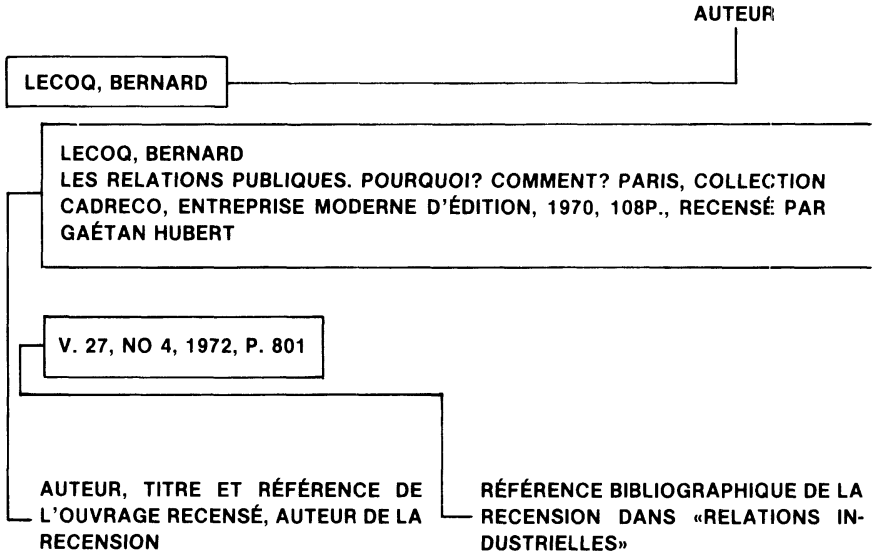 AUTEUR
LECOQ, BERNARD
LECOQ, BERNARD
LES RELATIONS PUBLIQUES. POURQUOI? COMMENT? PARIS, COLLECTION
CADRECO, ENTREPRISE MODERNE D'ÉDITION, 1970, 108P., RECENSÉ PAR
GAÉTAN HUBERT
V. 27, NO 4, 1972, P. 801
AUTEUR, TITRE ET RÉFÉRENCE DE
L'OUVRAGE RECENSÉ, AUTEUR DE LA
RECENSION
RÉFÉRENCE BIBLIOGRAPHIQUE DE LA
RECENSION DANS «RELATIONS IN-
DUSTRIELLES»